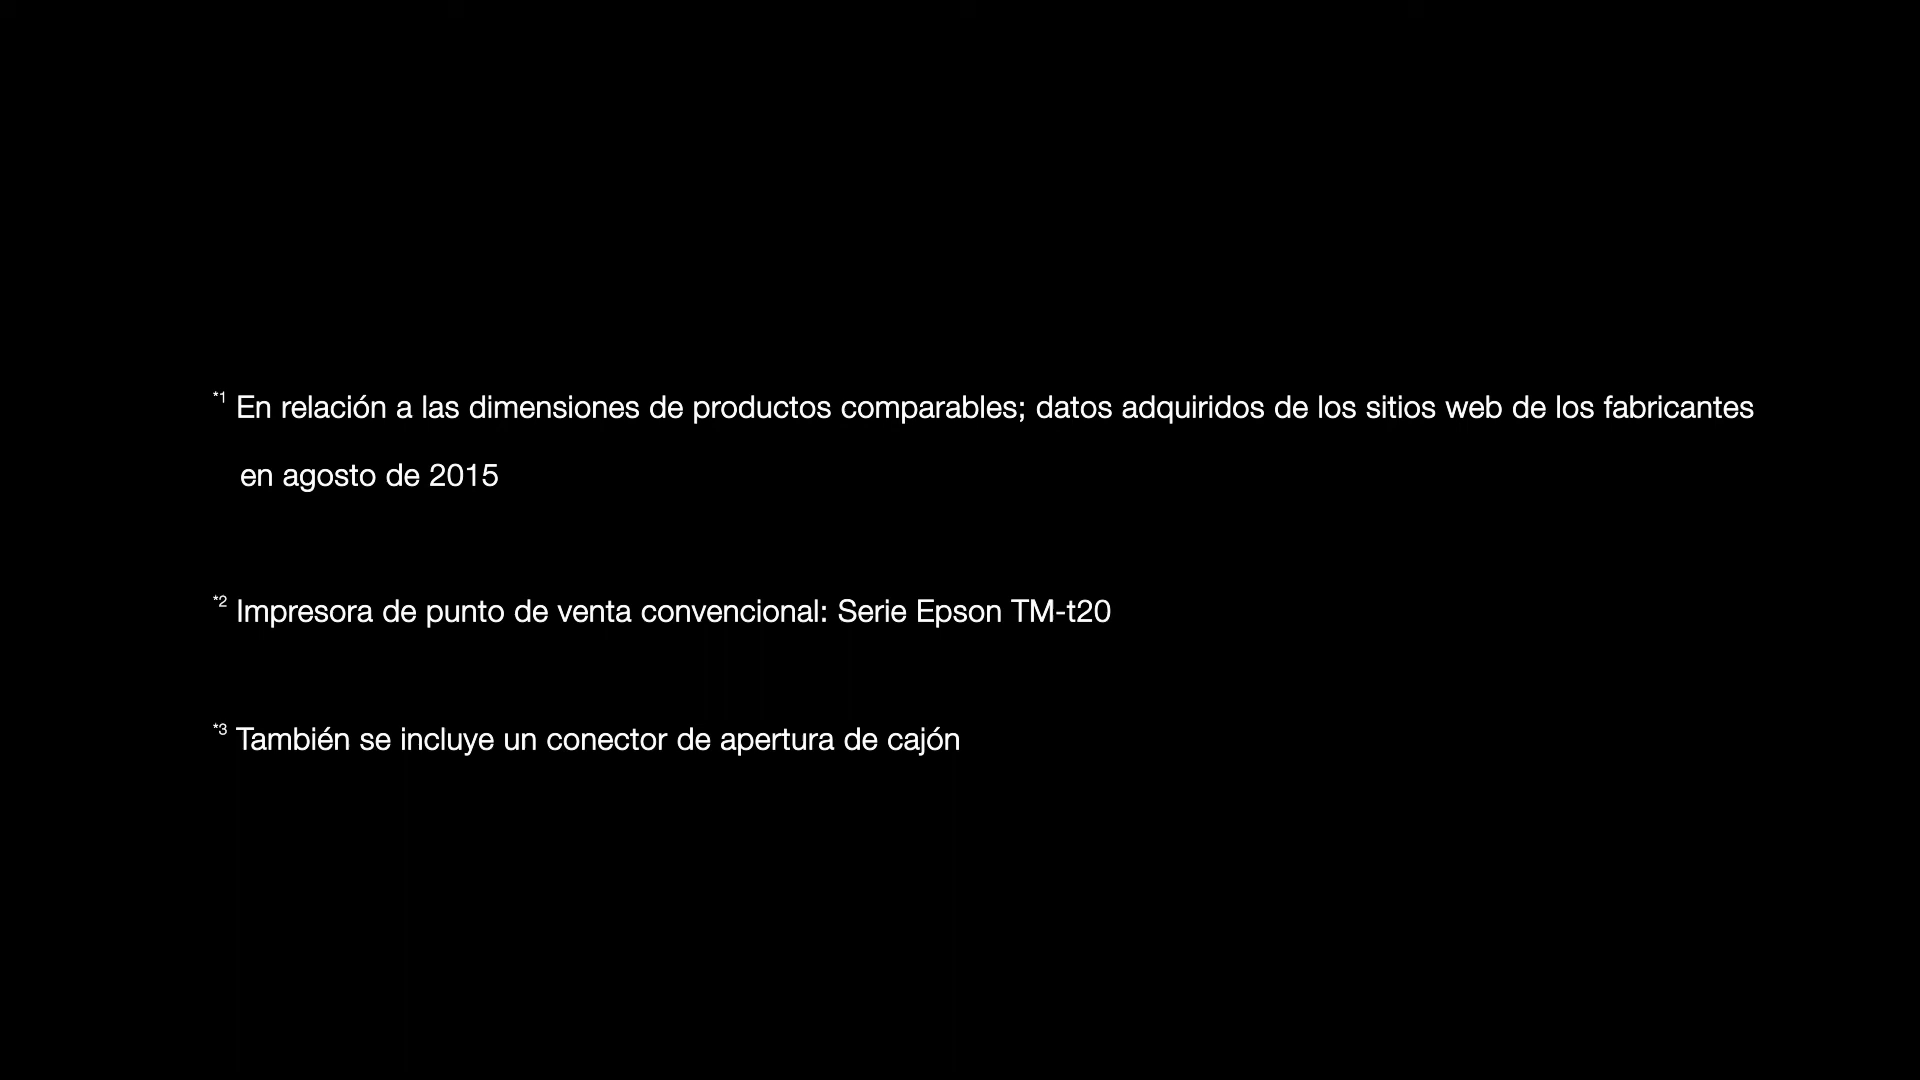 *1 En relación a las dimensiones de productos comparables; datos adquiridos de los sitios web de los fabricantes
en agosto de 2015
*2 Impresora de punto de venta convencional: Serie Epson TM-t20
*3 También se incluye un conector de apertura de cajón